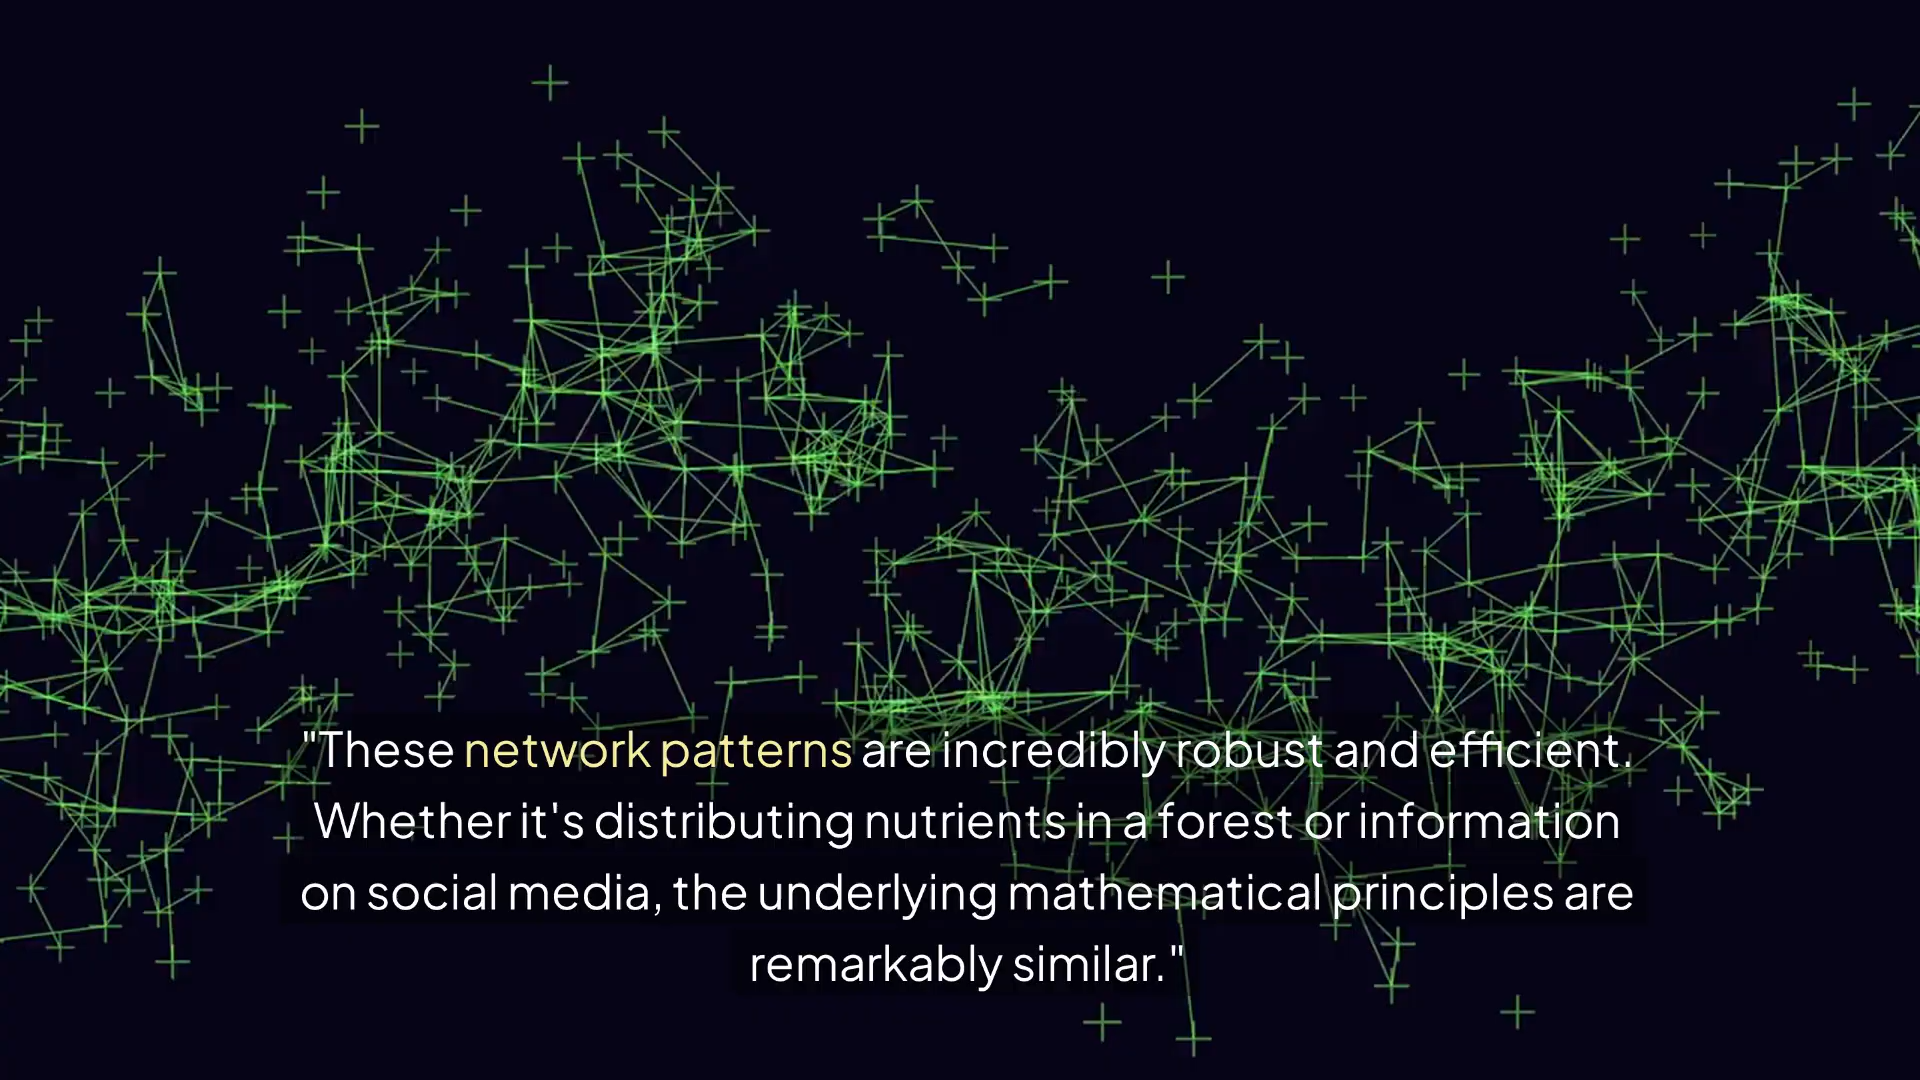 "These network patterns are incredibly robust and efficient.
Whether it's distributing nutrients in a forest or information
on social media, the underlying mathematical principles are
remarkably similar."